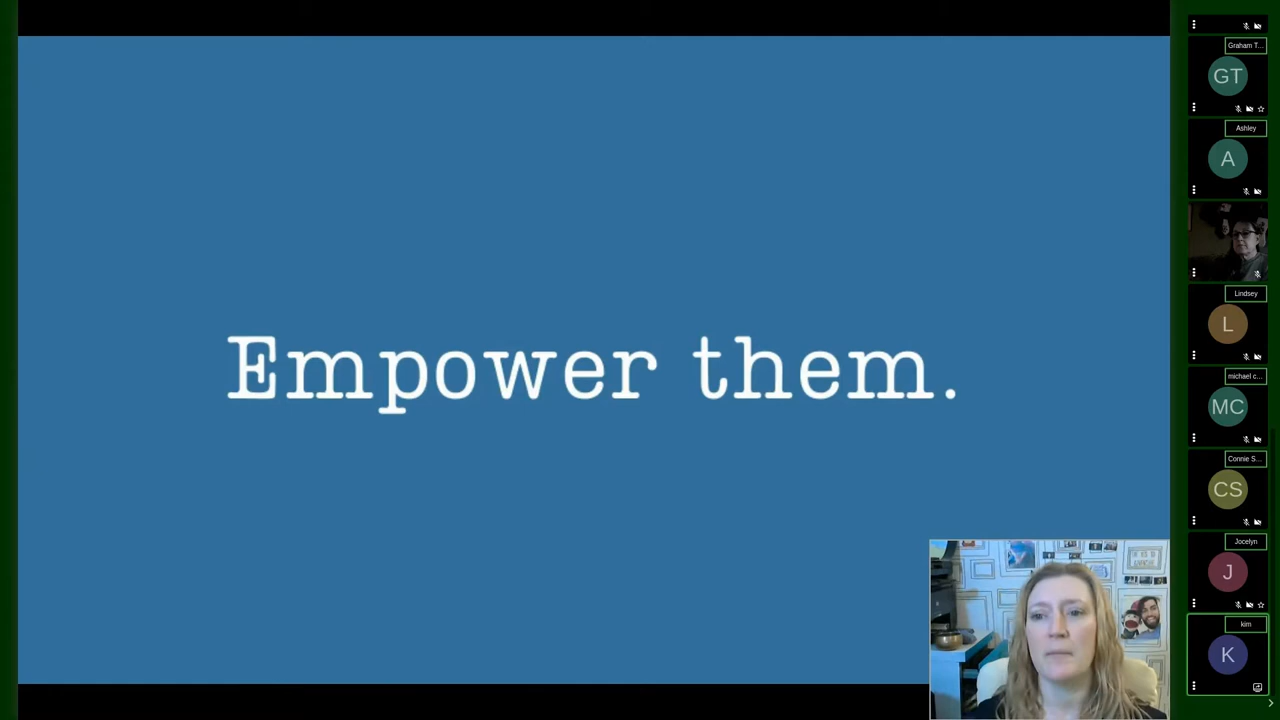 Empower them.
Graham T...
GT
Ashley
A
Lindsey
L
michael c...
MC
Connie S...
CS
Jocelyn
J
kim
K